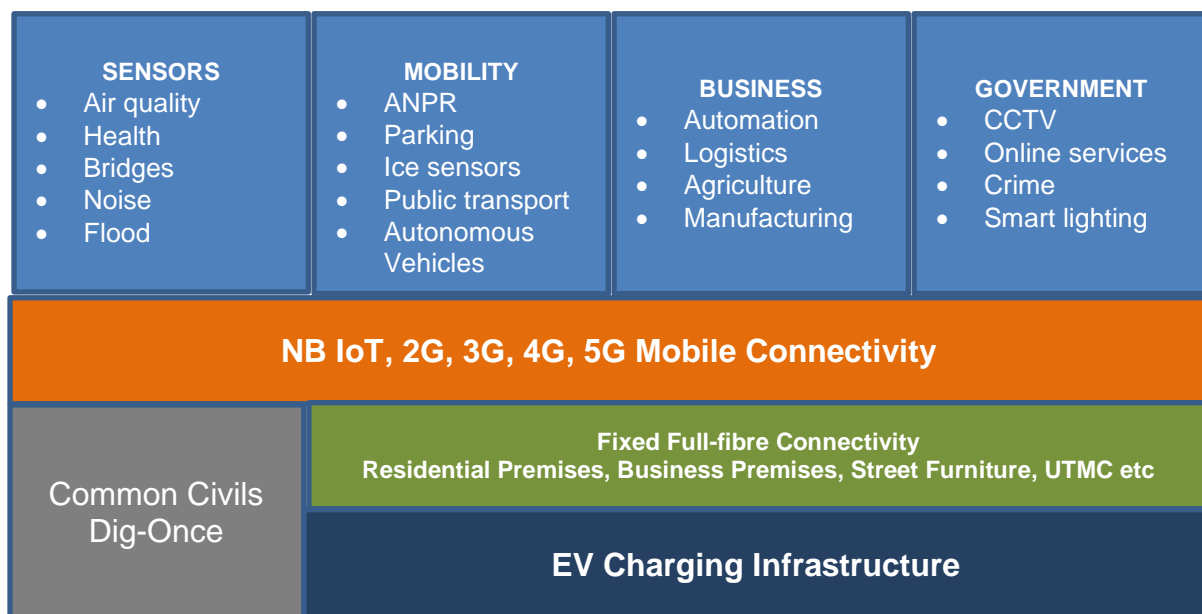 SENSORS
• Air quality
• Health
• Bridges
• Noise
• Flood
MOBILITY
• ANPR
• Parking
• Ice sensors
• Public transport
• Autonomous
Vehicles
BUSINESS
• Automation
• Logistics
• Agriculture
• Manufacturing
GOVERNMENT
• CCTV
• Online services
• Crime
• Smart lighting
NB IoT, 2G, 3G, 4G, 5G Mobile Connectivity
Common Civils
Dig-Once
Fixed Full-fibre Connectivity
Residential Premises, Business Premises, Street Furniture, UTMC etc
EV Charging Infrastructure